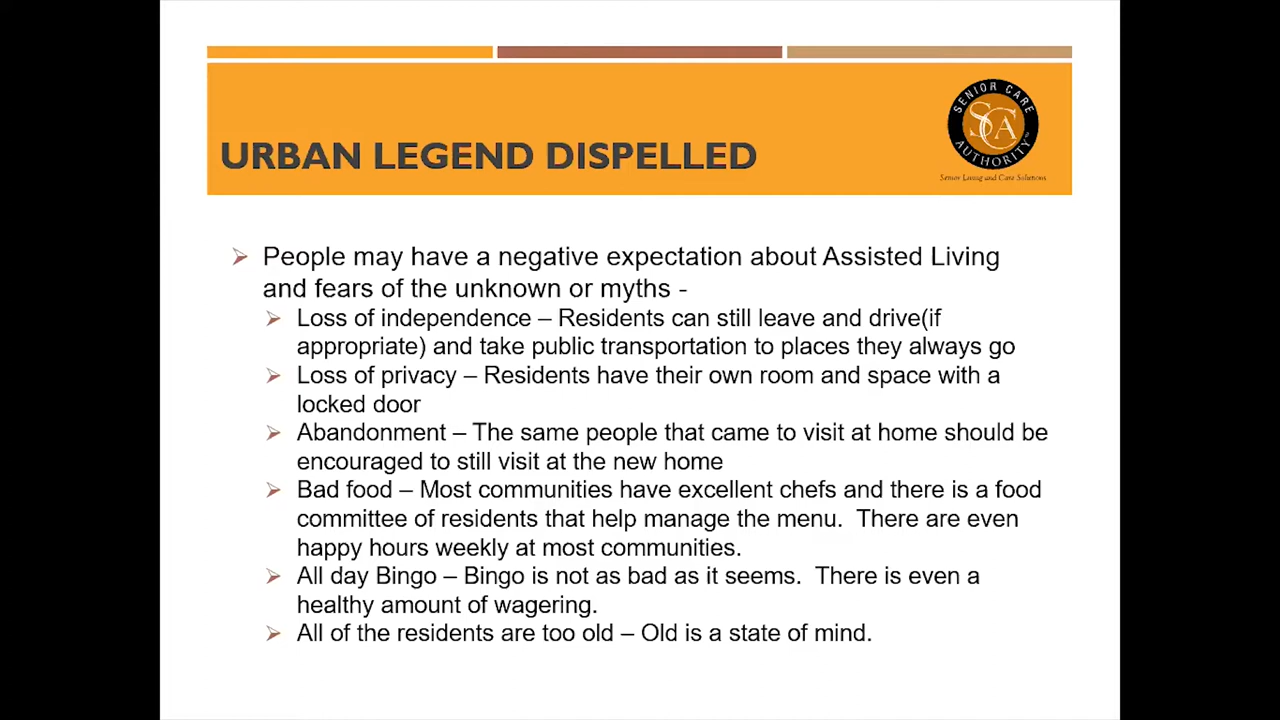 SENIOR CARE
SCA
AUTHORITY
Senior Living and Care Solutions
URBAN LEGEND DISPELLED
People may have a negative expectation about Assisted Living
and fears of the unknown or myths -
Loss of independence – Residents can still leave and drive(if
appropriate) and take public transportation to places they always go
Loss of privacy – Residents have their own room and space with a
locked door
Abandonment – The same people that came to visit at home should be
encouraged to still visit at the new home
Bad food – Most communities have excellent chefs and there is a food
committee of residents that help manage the menu.  There are even
happy hours weekly at most communities.
All day Bingo – Bingo is not as bad as it seems.  There is even a
healthy amount of wagering.
All of the residents are too old – Old is a state of mind.